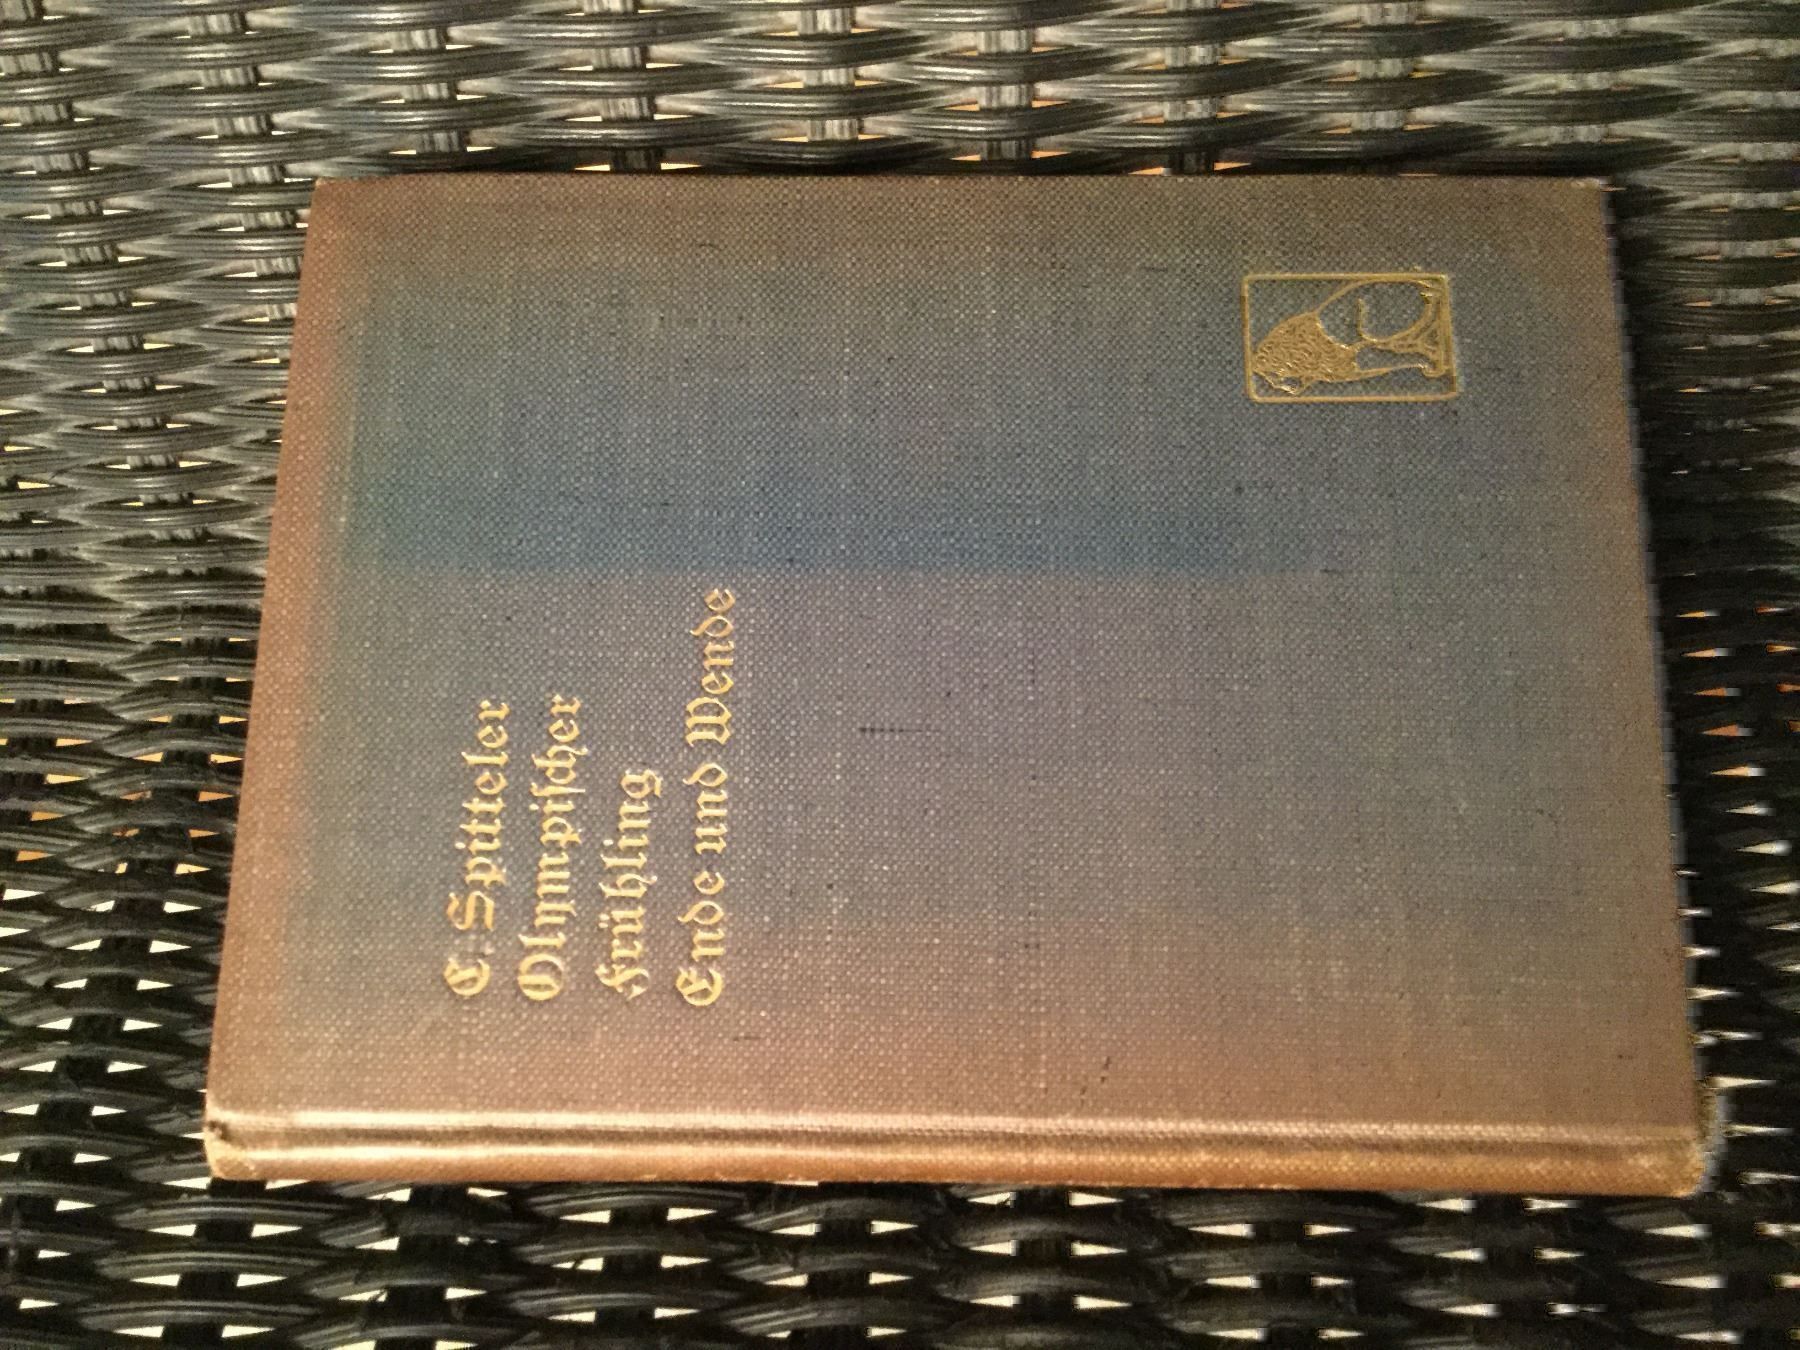 C. Spitteler
Olympischer
Frühling
Ende und Wende